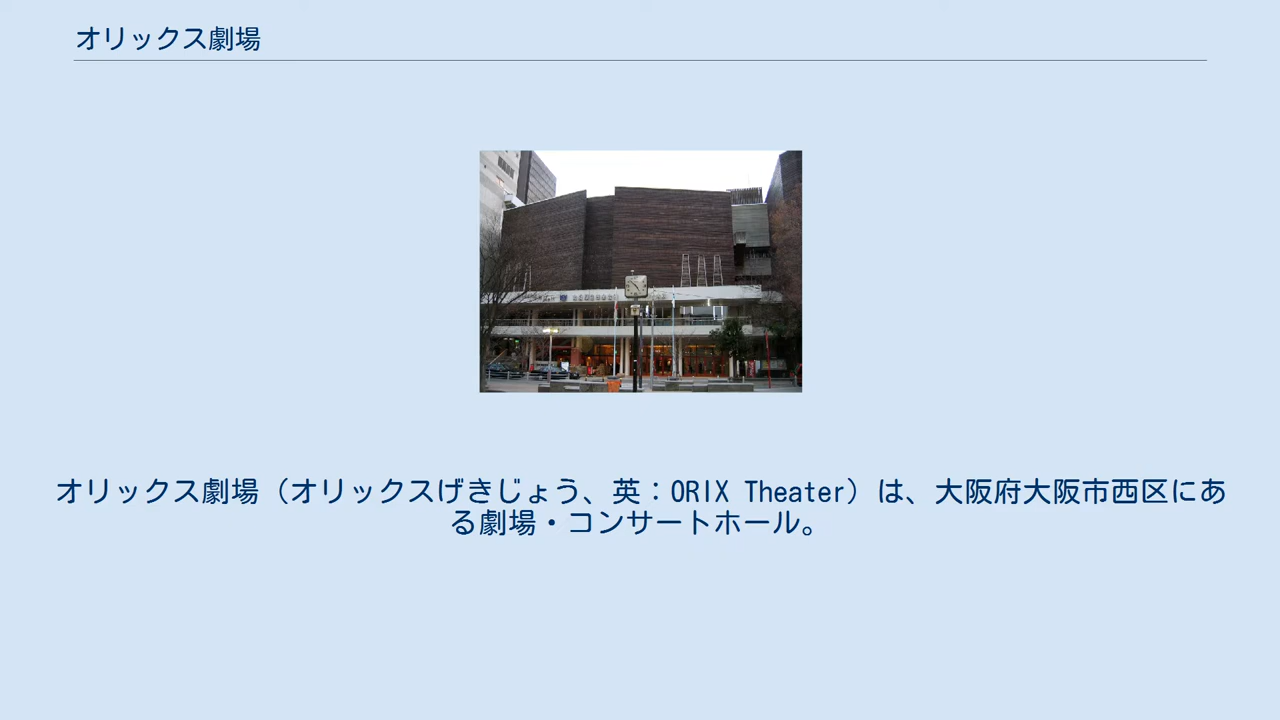 オリックス劇場
オリックス劇場（オリックスげきじょう、英：ORIX Theater）は、大阪府大阪市西区にあ
る劇場・コンサートホール。